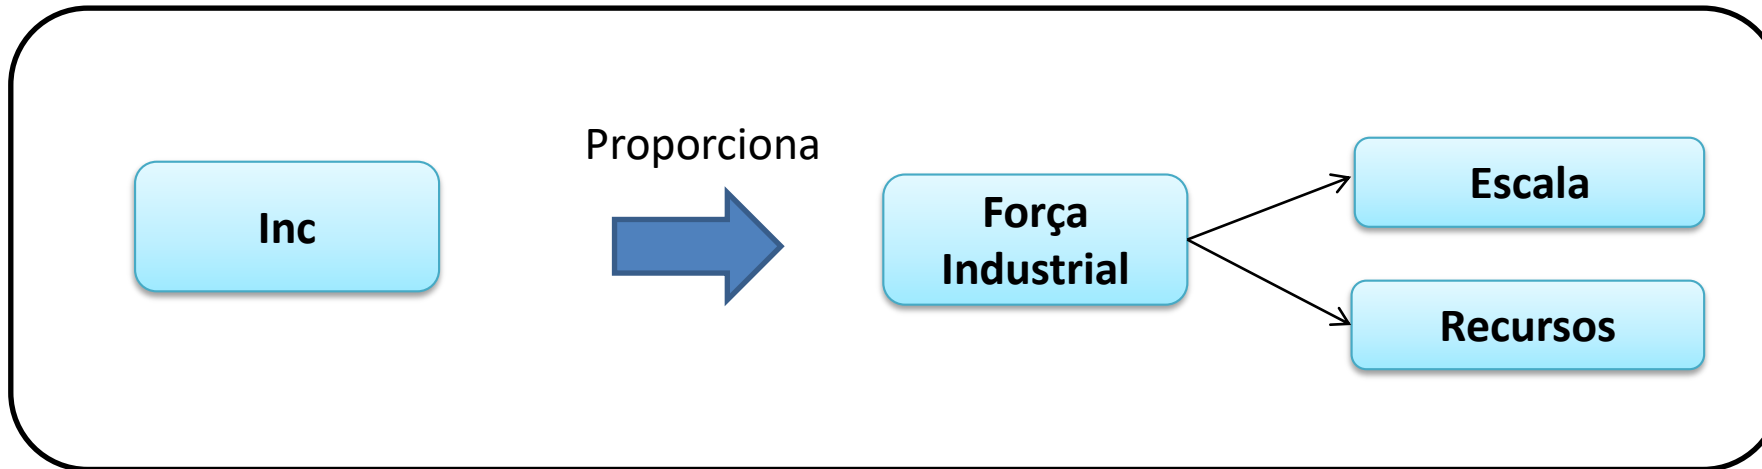 Inc
Proporciona
Força
Industrial
Escala
Recursos